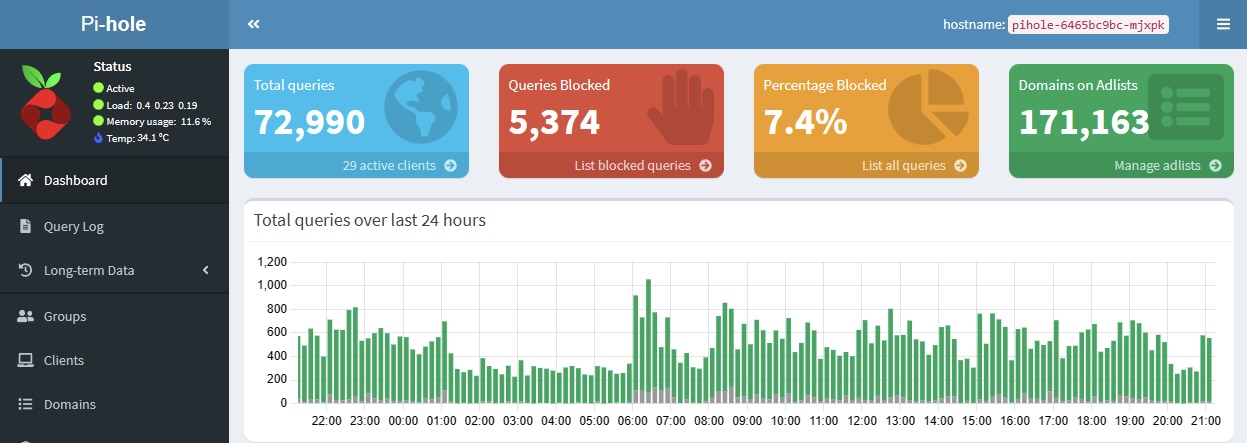 Pi-hole
hostname: pihole-6465bc9bc-mjxpk
Status
Active
Load: 0.4 0.23 0.19
Memory usage: 11.6 %
Temp: 34.1 °C
Dashboard
Query Log
Long-term Data
Groups
Clients
Domains
Total queries
72,990
29 active clients
Queries Blocked
5,374
List blocked queries
Percentage Blocked
7.4%
List all queries
Domains on Adlists
171,163
Manage adlists
Total queries over last 24 hours
1,200
1,000
800
600
400
200
0
22:00 23:00 00:00 01:00 02:00 03:00 04:00 05:00 06:00 07:00 08:00 09:00 10:00 11:00 12:00 13:00 14:00 15:00 16:00 17:00 18:00 19:00 20:00 21:00